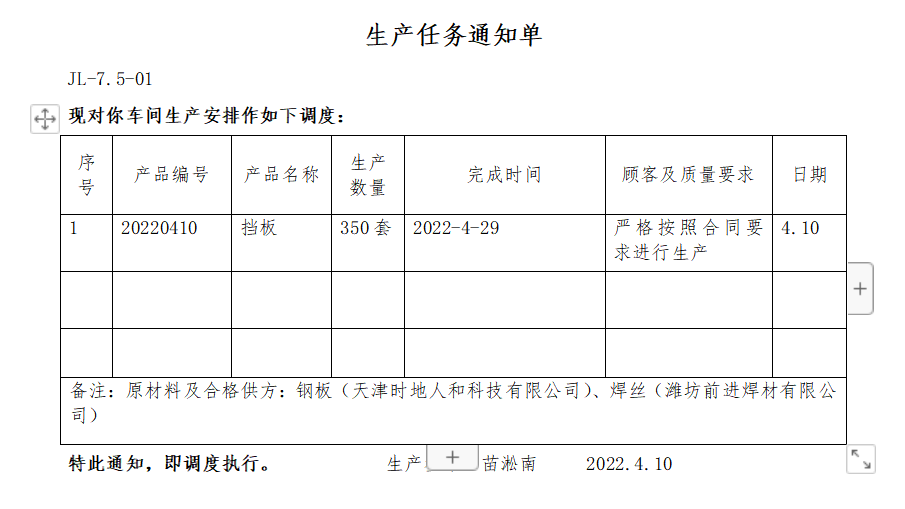 生产任务通知单
JL-7.5-01
现对你车间生产安排作如下调度：
序号 产品编号 产品名称 生产数量 完成时间 顾客及质量要求 日期
1 20220410 挡板 350套 2022-4-29 严格按照合同要求进行生产 4.10
备注：原材料及合格供方：钢板（天津时地人和科技有限公司）、焊丝（潍坊前进焊材有限公
司）
特此通知，即调度执行。 生产 苗淞南 2022.4.10